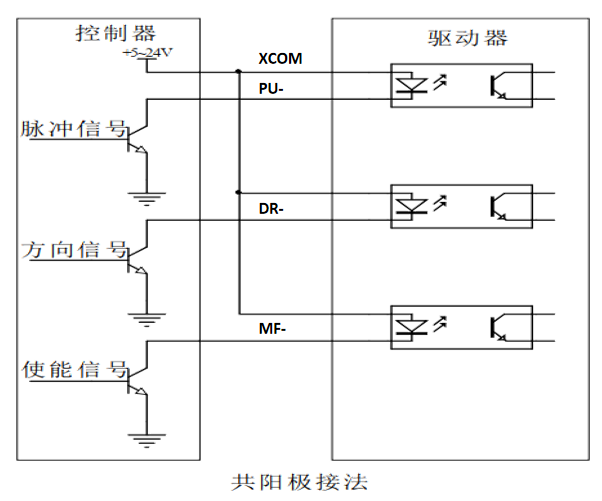 控制器
驱动器
+5~24V
XCOM
PU-
脉冲信号
DR-
方向信号
MF-
使能信号
共阳极接法